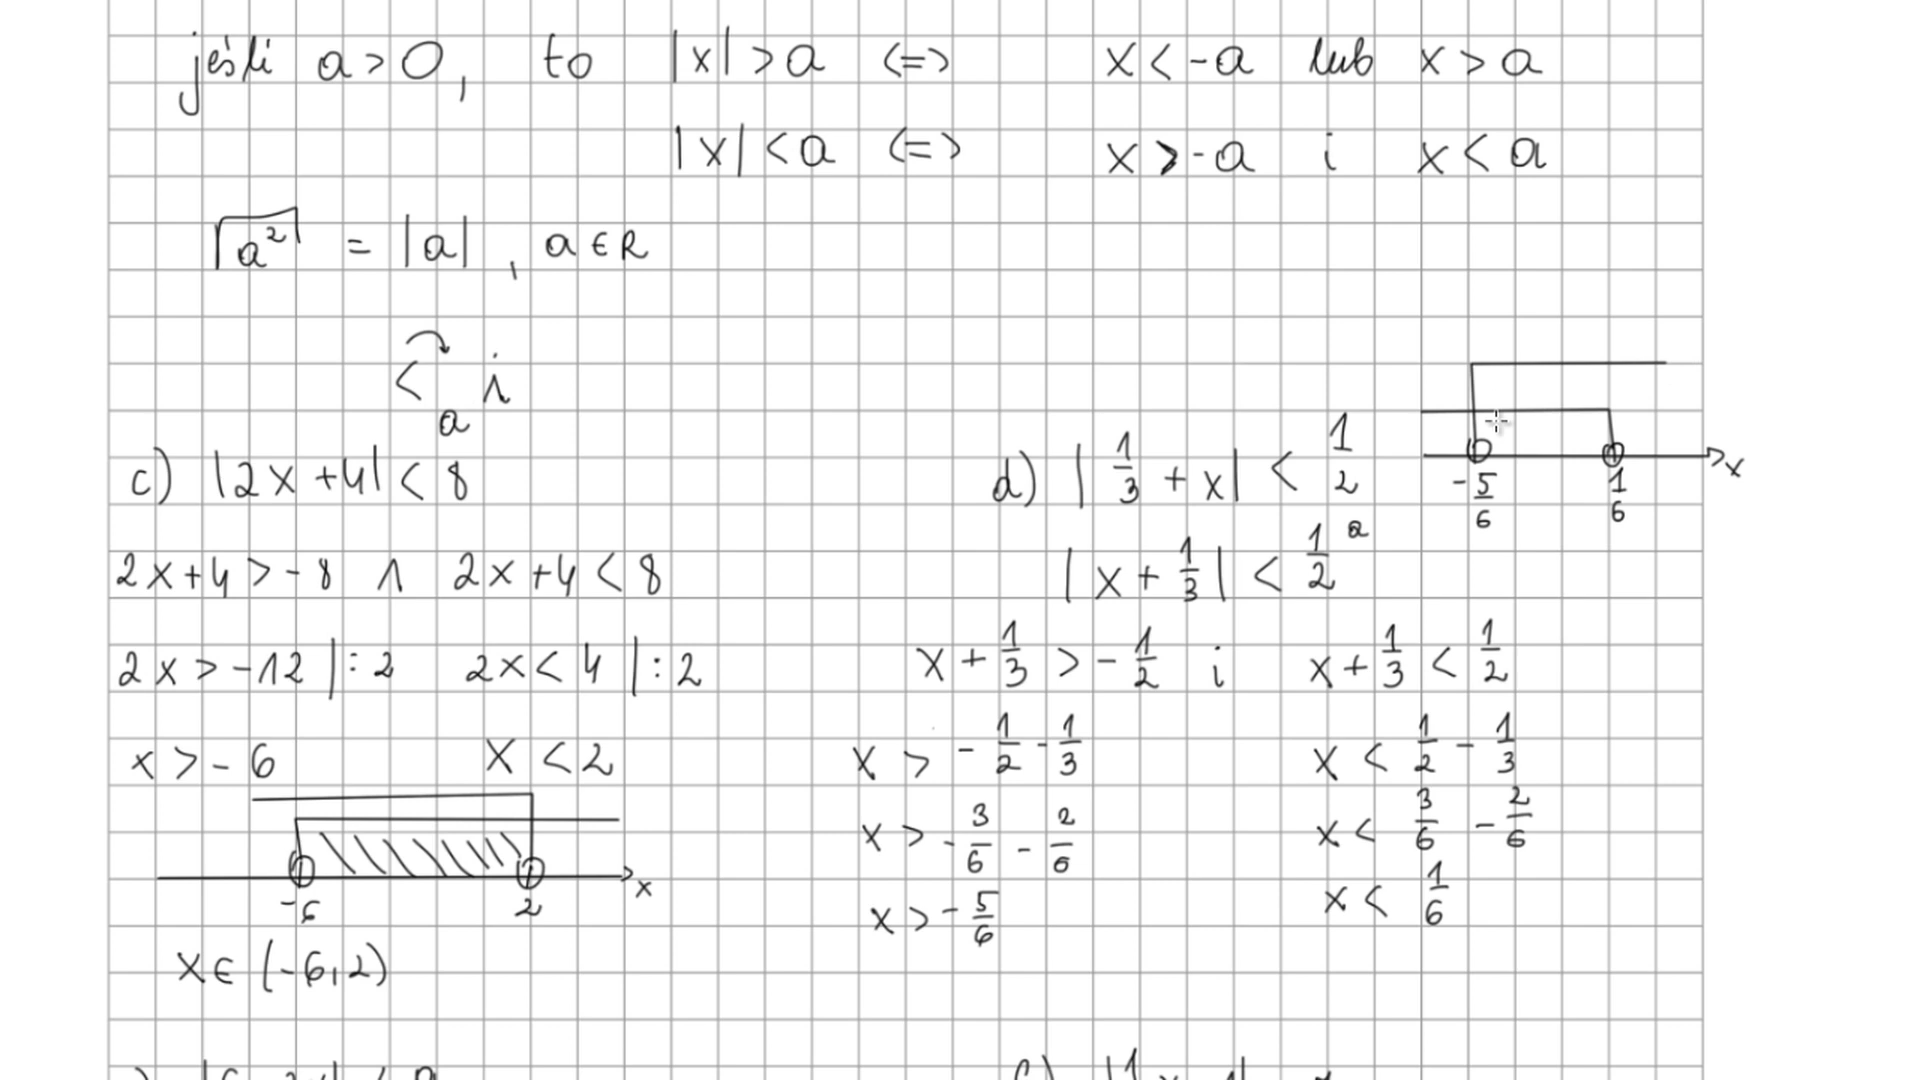 jeśli a>0, to |x|>a <=> x<-a lub x>a
|x|<a <=> x>-a i x<a
√a² = |a|, a∈R
< a i
c) |2x+4|<8
2x+4>-8 ∧ 2x+4<8
2x>-12 |:2 2x<4 |:2
x>-6 x<2
-6 2 x
x∈(-6,2)
d) |1/3 + x| < 1/2
-5/6 1/6 x
|x + 1/3| < 1/2 a
x + 1/3 > -1/2 i x + 1/3 < 1/2
x > -1/2 - 1/3 x < 1/2 - 1/3
x > -3/6 - 2/6 x < 3/6 - 2/6
x > -5/6 x < 1/6